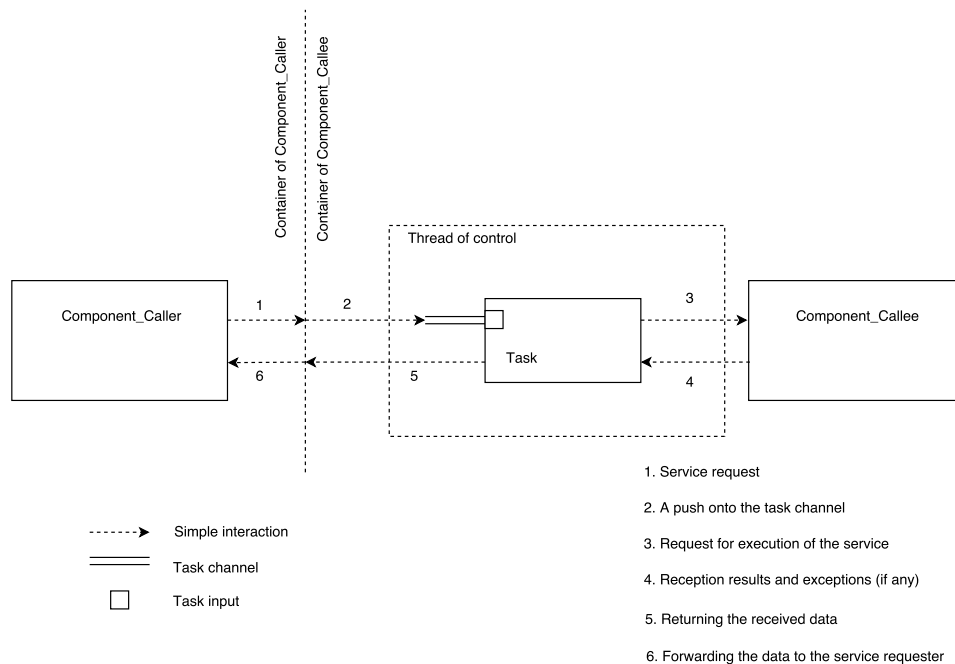 Container of Component_Caller
Container of Component_Callee
Thread of control
Component_Caller
1
2
3
Component_Callee
Task
6
5
4
1. Service request
2. A push onto the task channel
3. Request for execution of the service
4. Reception results and exceptions (if any)
5. Returning the received data
6. Forwarding the data to the service requester
Simple interaction
Task channel
Task input